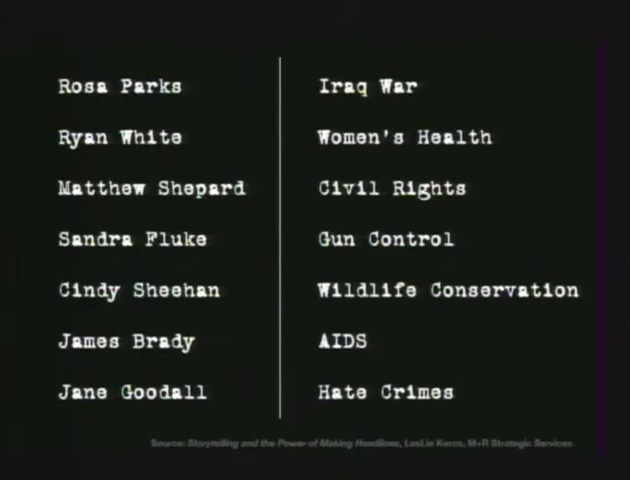 Rosa Parks
Ryan White
Matthew Shepard
Sandra Fluke
Cindy Sheehan
James Brady
Jane Goodall
Iraq War
Women's Health
Civil Rights
Gun Control
Wildlife Conservation
AIDS
Hate Crimes
Source: Storytelling and the Power of Making Headlines, LesLie Keros, M+R Strategic Services